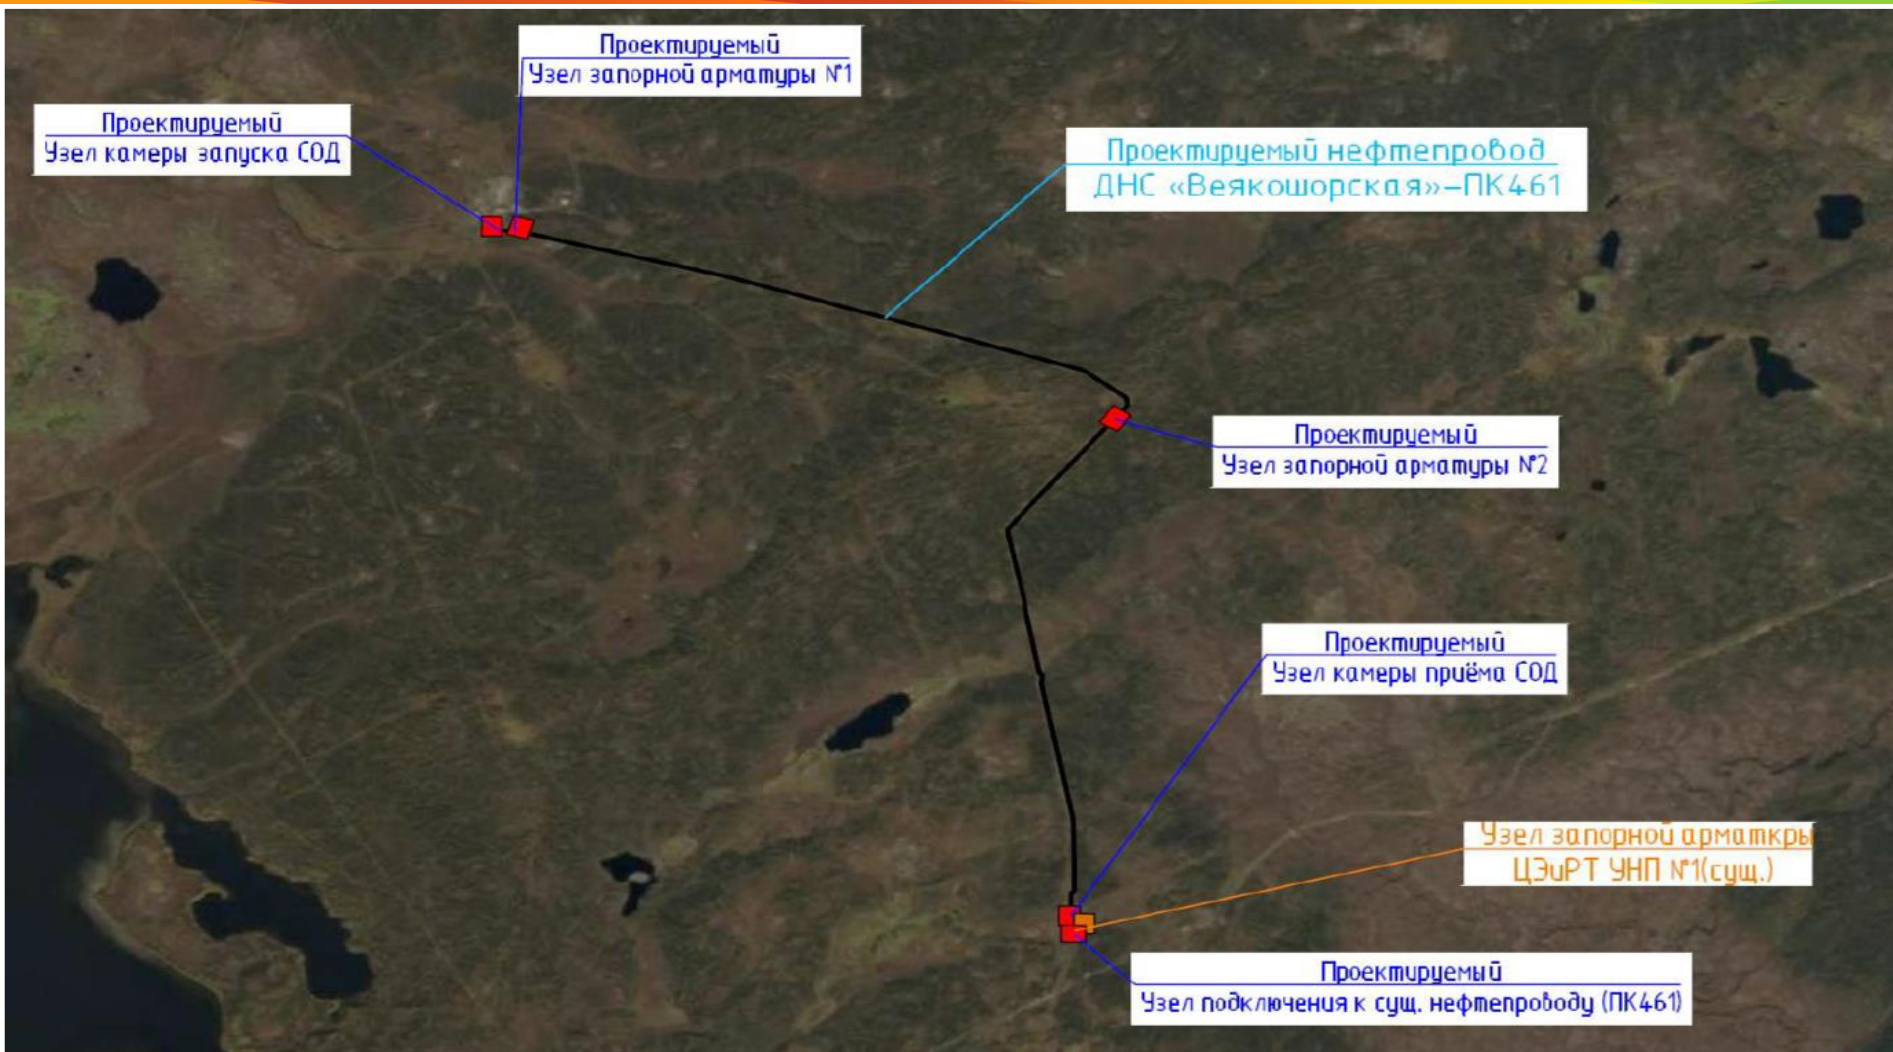 Проектируемый
Узел запорной арматуры №1
Проектируемый
Узел камеры запуска СОД
Проектируемый нефтепровод
ДНС «Веякошорская»-ПК461
Проектируемый
Узел запорной арматуры №2
Проектируемый
Узел камеры приёма СОД
Узел запорной арматкры
ЦЭиРТ УНП №1(сущ.)
Проектируемый
Узел подключения к сущ. нефтепроводу (ПК461)